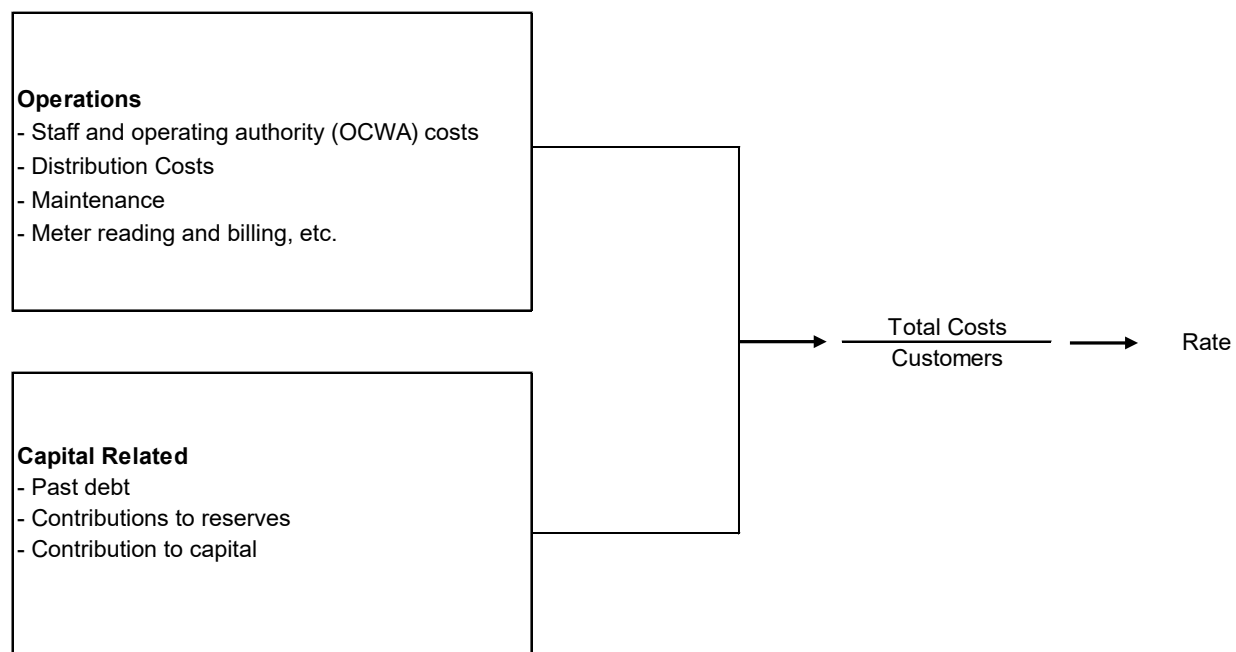 Operations
- Staff and operating authority (OCWA) costs
- Distribution Costs
- Maintenance
- Meter reading and billing, etc.
Total Costs
Customers
Rate
Capital Related
- Past debt
- Contributions to reserves
- Contribution to capital